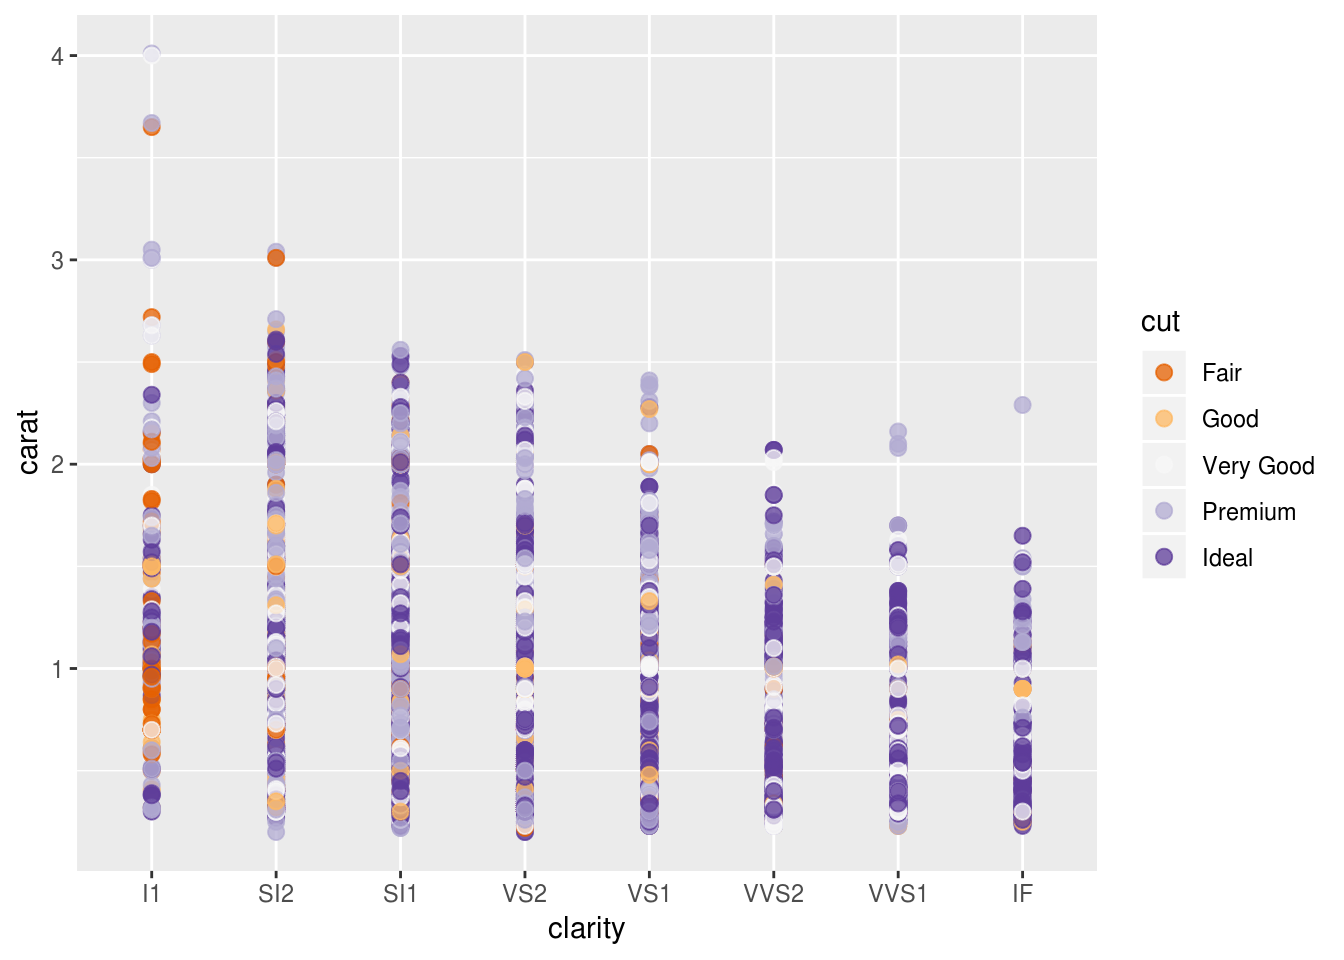 4
3
2
1
carat
I1 SI2 SI1 VS2 VS1 VVS2 VVS1 IF
clarity
cut
Fair
Good
Very Good
Premium
Ideal